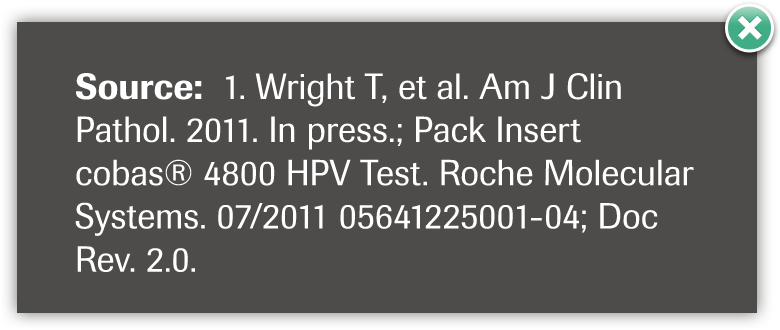 Source: 1. Wright T, et al. Am J Clin
Pathol. 2011. In press.; Pack Insert
cobas® 4800 HPV Test. Roche Molecular
Systems. 07/2011 05641225001-04; Doc
Rev. 2.0.